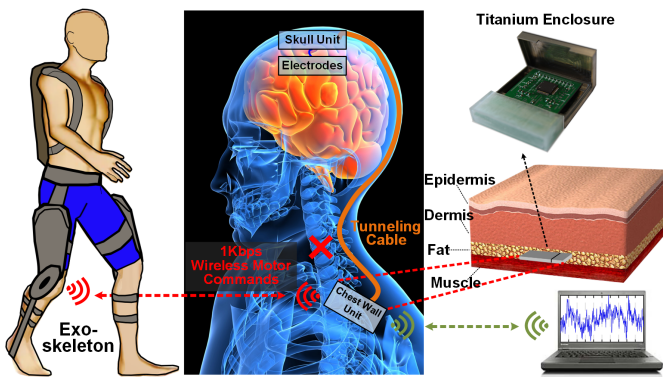 Titanium Enclosure
Skull Unit
Electrodes
Epidermis
Dermis
Fat
Muscle
Tunneling
Cable
1Kbps
Wireless Motor
Commands
Chest Wall
Unit
Exo-
skeleton